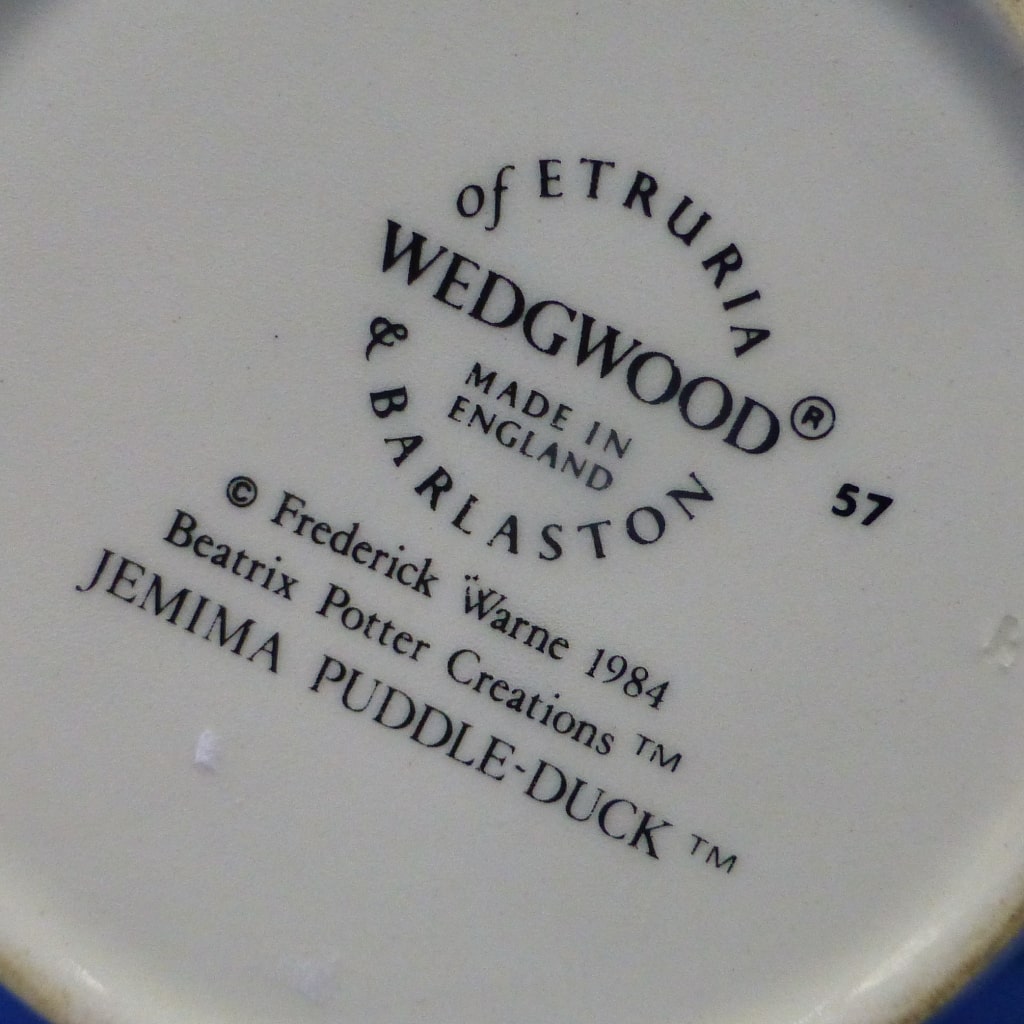 of ETRURIA
WEDGWOOD®
MADE IN
ENGLAND
& BARLASTON
57
© Frederick Warne 1984
Beatrix Potter Creations ™
JEMIMA PUDDLE-DUCK ™